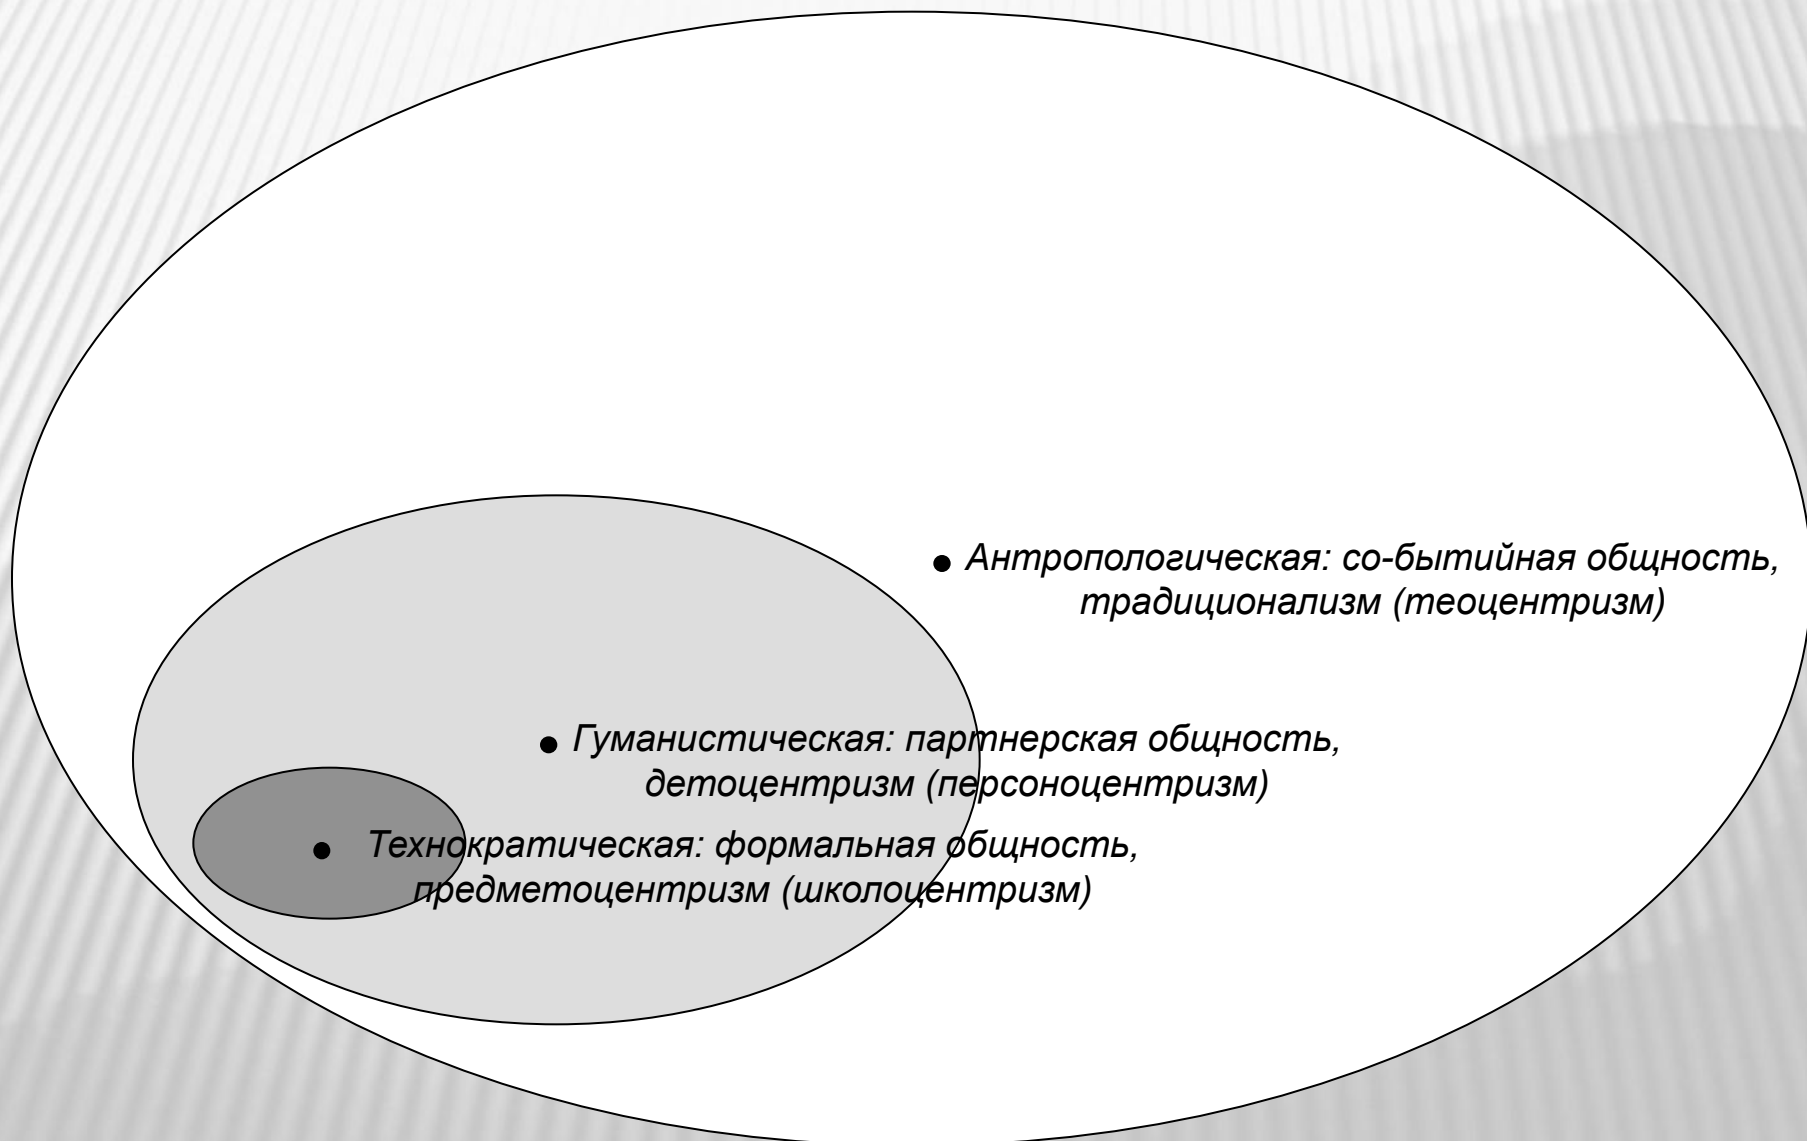 • Антропологическая: со-бытийная общность,
традиционализм (теоцентризм)
• Гуманистическая: партнерская общность,
детоцентризм (персоноцентризм)
• Технократическая: формальная общность,
предметоцентризм (школоцентризм)